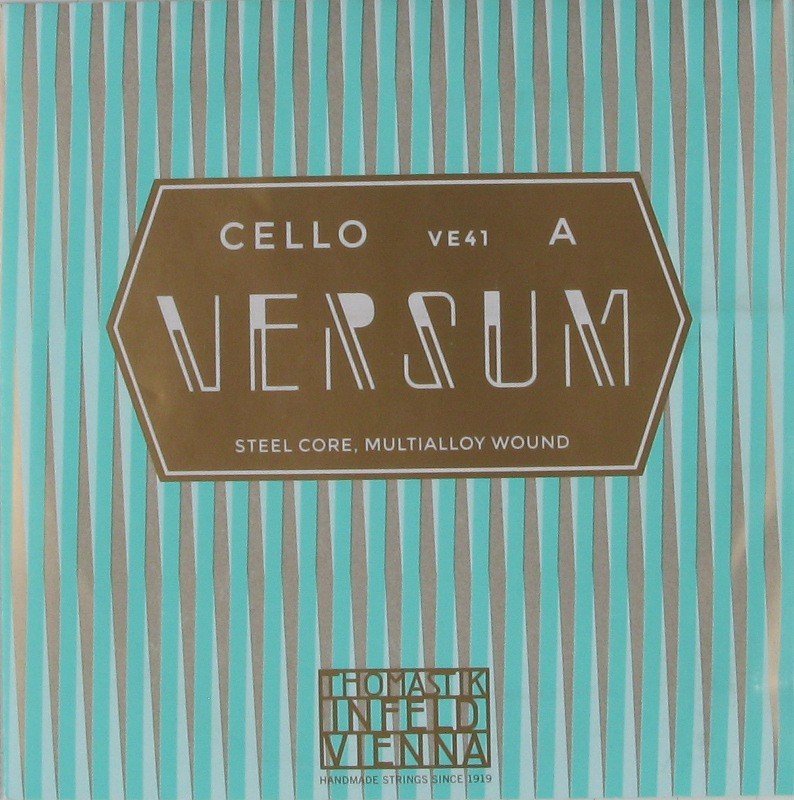 CELLO VE41 A
VERSUM
STEEL CORE, MULTIALLOY WOUND
THOMASTIK
INFELD
VIENNA
HANDMADE STRINGS SINCE 1919